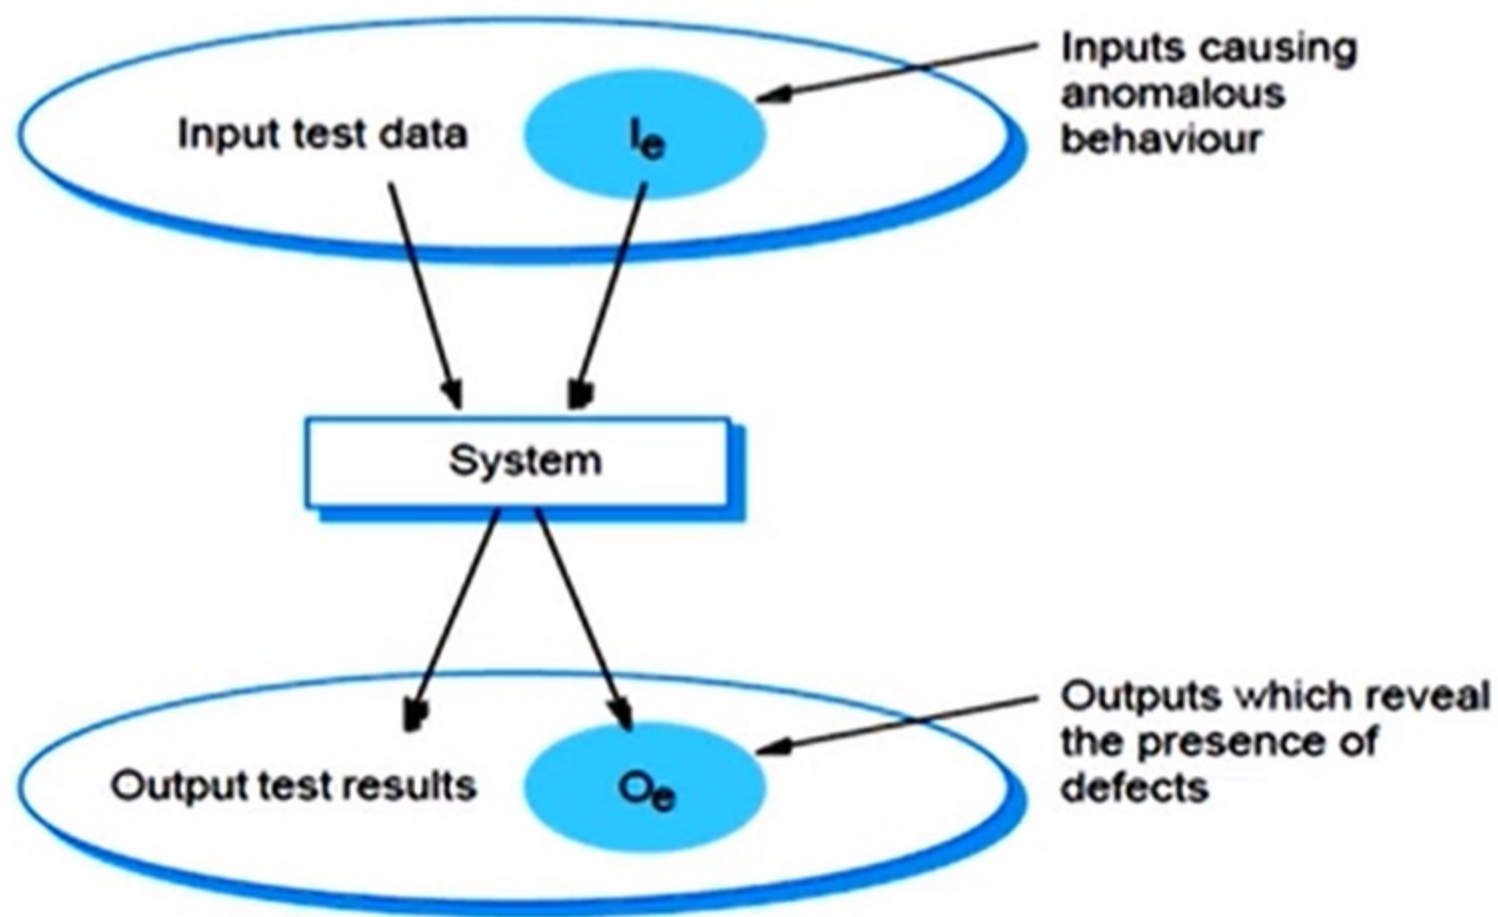 Inputs causing
anomalous
behaviour
Input test data
Ie
System
Outputs which reveal
the presence of
defects
Output test results
Oe